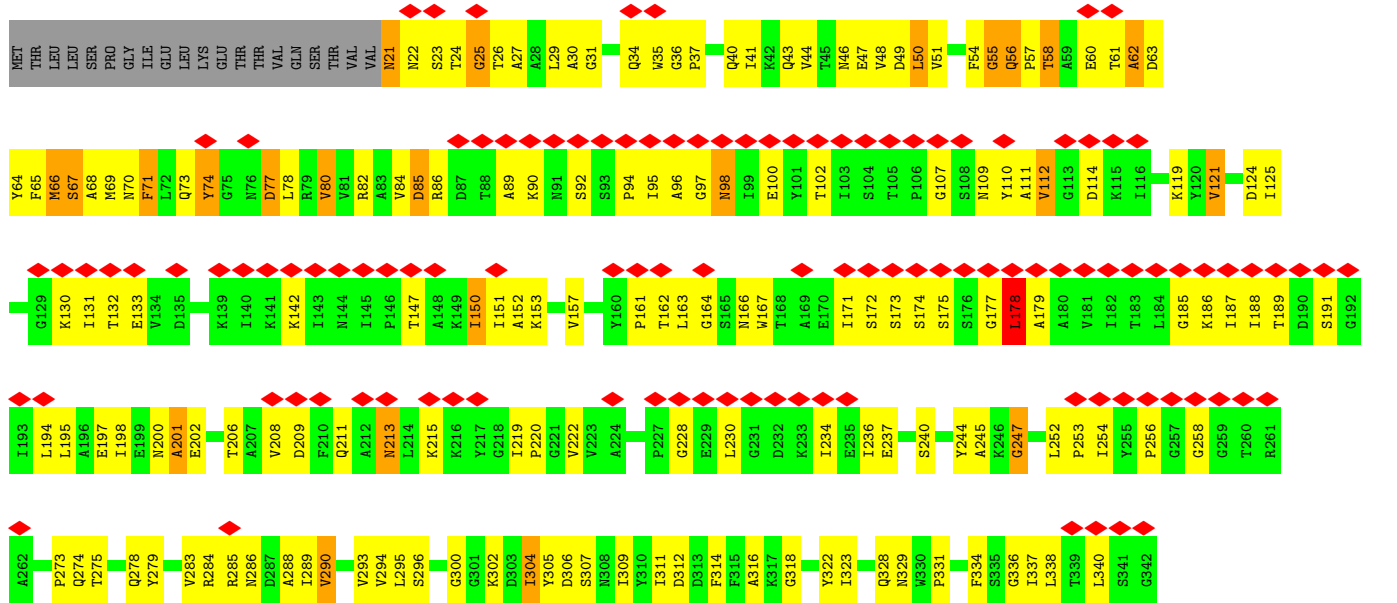 MET THR LEU LEU SER PRO GLY ILE GLU LEU LYS GLU THR THR VAL GLN SER THR VAL VAL N21 N22 S23 T24 G25 T26 A27 A28 L29 A30 G31 Q34 W35 G36 P37 Q40 I41 K42 Q43 V44 T45 N46 E47 V48 D49 L50 V51 F54 G55 Q56 P57 T58 A59 E60 T61 A62 D63
Y64 F65 M66 S67 A68 M69 N70 F71 L72 Q73 Y74 G75 N76 D77 L78 R79 V80 V81 R82 A83 V84 D85 R86 D87 T88 A89 K90 N91 S92 S93 P94 I95 A96 G97 N98 I99 E100 Y101 T102 I103 S104 T105 P106 G107 S108 N109 Y110 A111 V112 G113 D114 K115 I116 K119 Y120 V121 D124 I125
G129 K130 I131 T132 E133 V134 D135 K139 I140 K141 K142 I143 N144 I145 P146 T147 A148 K149 I150 I151 A152 K153 V157 Y160 P161 T162 L163 G164 S165 N166 W167 T168 A169 E170 I171 S172 S173 S174 S175 S176 G177 L178 A179 A180 V181 I182 T183 L184 G185 K186 I187 I188 T189 D190 S191 G192
I193 L194 L195 A196 E197 I198 E199 N200 A201 E202 T206 A207 V208 D209 F210 Q211 A212 N213 L214 K215 K216 Y217 G218 I219 P220 G221 V222 V223 A224 P227 G228 E229 L230 G231 D232 K233 I234 E235 I236 E237 S240 Y244 A245 K246 G247 L252 P253 I254 Y255 P256 G257 G258 G259 T260 R261
A262 P273 Q274 T275 Q278 Y279 V283 R284 R285 N286 D287 A288 I289 V290 V293 V294 L295 S296 G300 G301 K302 D303 I304 Y305 D306 S307 N308 I309 Y310 I311 D312 D313 F314 F315 A316 K317 G318 Y322 I323 Q328 N329 W330 P331 F334 S335 G336 I337 L338 T339 L340 S341 G342